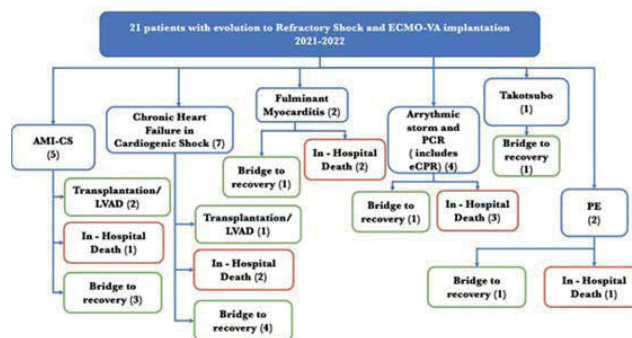 21 patients with evolution to Refractory Shock and ECMO-VA implantation
2021-2022
AMI-CS
(5)
Transplantation/
LVAD (2)
In - Hospital
Death (1)
Bridge to
recovery (3)
Chronic Heart
Failure in
Cardiogenic Shock (7)
Transplantation/
LVAD (1)
In - Hospital
Death (2)
Bridge to
recovery (4)
Fulminant
Myocarditis (2)
Bridge to
recovery (1)
In - Hospital
Death (2)
Arrythmic
storm and
PCR
( includes
eCPR) (4)
Bridge to
recovery (1)
In - Hospital
Death (3)
Takotsubo
(1)
Bridge to
recovery
(1)
PE
(2)
Bridge to
recovery (1)
In - Hospital
Death (1)